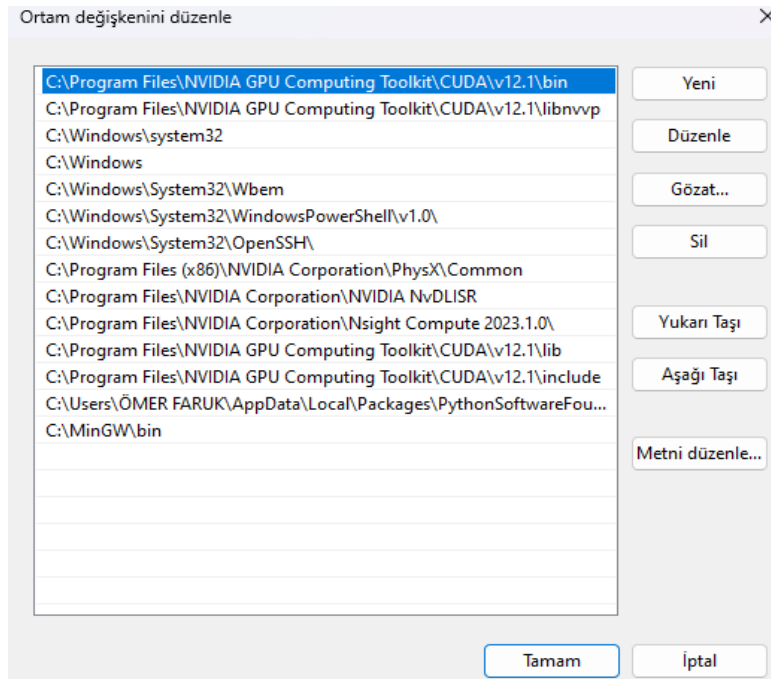 Ortam değişkenini düzenle
C:\Program Files\NVIDIA GPU Computing Toolkit\CUDA\v12.1\bin
C:\Program Files\NVIDIA GPU Computing Toolkit\CUDA\v12.1\libnvvp
C:\Windows\system32
C:\Windows
C:\Windows\System32\Wbem
C:\Windows\System32\WindowsPowerShell\v1.0\
C:\Windows\System32\OpenSSH\
C:\Program Files (x86)\NVIDIA Corporation\PhysX\Common
C:\Program Files\NVIDIA Corporation\NVIDIA NvDLISR
C:\Program Files\NVIDIA Corporation\Nsight Compute 2023.1.0\
C:\Program Files\NVIDIA GPU Computing Toolkit\CUDA\v12.1\lib
C:\Program Files\NVIDIA GPU Computing Toolkit\CUDA\v12.1\include
C:\Users\ÖMER FARUK\AppData\Local\Packages\PythonSoftwareFou...
C:\MinGW\bin
Yeni
Düzenle
Gözat...
Sil
Yukarı Taşı
Aşağı Taşı
Metni düzenle...
Tamam
İptal